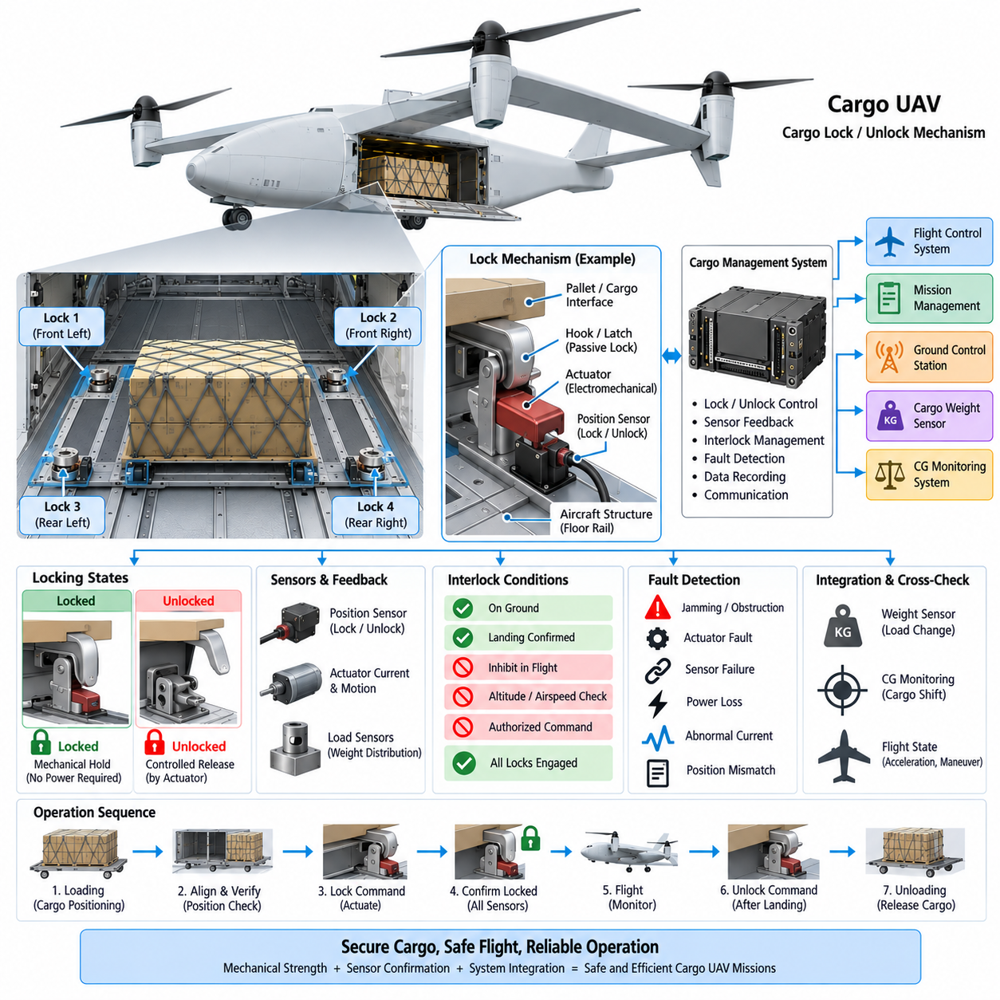 Cargo UAV
Cargo Lock / Unlock Mechanism
Lock 1
(Front Left)
Lock 2
(Front Right)
Lock 3
(Rear Left)
Lock 4
(Rear Right)
Lock Mechanism (Example)
Pallet / Cargo
Interface
Hook / Latch
(Passive Lock)
Actuator
(Electromechanical)
Position Sensor
(Lock / Unlock)
Aircraft Structure
(Floor Rail)
Cargo Management System
• Lock / Unlock Control
• Sensor Feedback
• Interlock Management
• Fault Detection
• Data Recording
• Communication
Flight Control
System
Mission
Management
Ground Control
Station
KG
Cargo Weight
Sensor
CG Monitoring
System
Locking States
Locked
Unlocked
Locked
Mechanical Hold
(No Power Required)
Unlocked
Controlled Release
(by Actuator)
Sensors & Feedback
Position Sensor
(Lock / Unlock)
Actuator Current
& Motion
Load Sensors
(Weight Distribution)
Interlock Conditions
On Ground
Landing Confirmed
Inhibit in Flight
Altitude / Airspeed Check
Authorized Command
All Locks Engaged
Fault Detection
Jamming / Obstruction
Actuator Fault
Sensor Failure
Power Loss
Abnormal Current
Position Mismatch
Integration & Cross-Check
KG
Weight Sensor
(Load Change)
CG Monitoring
(Cargo Shift)
Flight State
(Acceleration, Maneuver)
Operation Sequence
1. Loading
(Cargo Positioning)
2. Align & Verify
(Position Check)
3. Lock Command
(Actuate)
4. Confirm Locked
(All Sensors)
5. Flight
(Monitor)
6. Unlock Command
(After Landing)
7. Unloading
(Release Cargo)
Secure Cargo, Safe Flight, Reliable Operation
Mechanical Strength + Sensor Confirmation + System Integration = Safe and Efficient Cargo UAV Missions